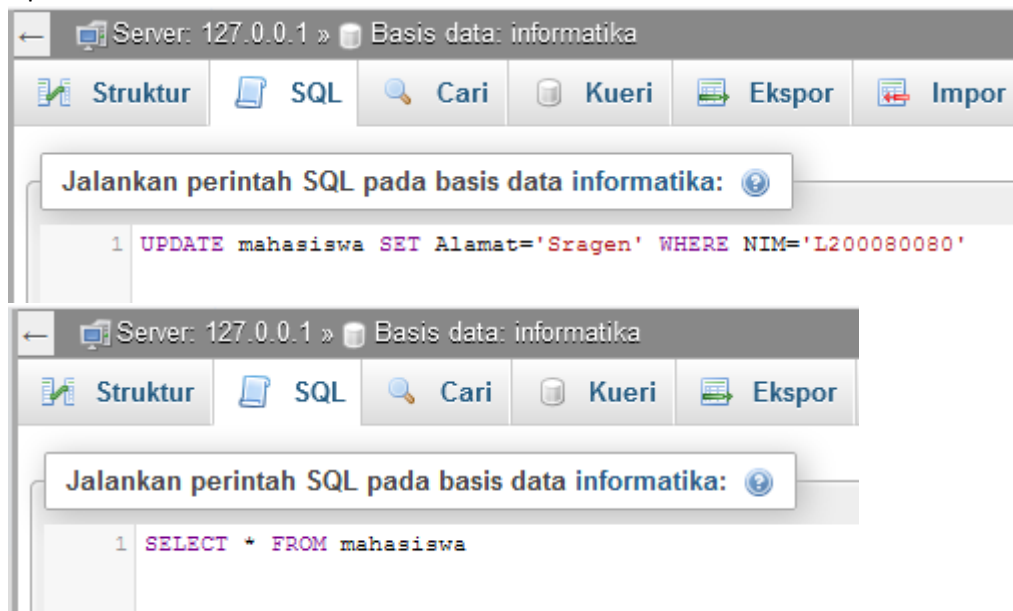 Server: 127.0.0.1 » Basis data: informatika
Struktur SQL Cari Kueri Ekspor Impor
Jalankan perintah SQL pada basis data informatika:
1 UPDATE mahasiswa SET Alamat='Sragen' WHERE NIM='L200080080'
Server: 127.0.0.1 » Basis data: informatika
Struktur SQL Cari Kueri Ekspor
Jalankan perintah SQL pada basis data informatika:
1 SELECT * FROM mahasiswa